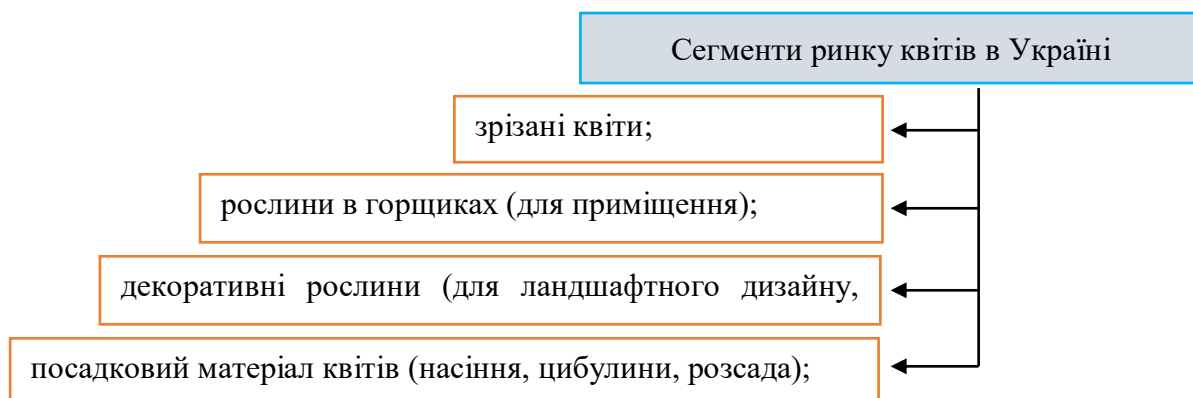 Сегменти ринку квітів в Україні
зрізані квіти;
рослини в горщиках (для приміщення);
декоративні рослини (для ландшафтного дизайну,
посадковий матеріал квітів (насіння, цибулини, розсада);